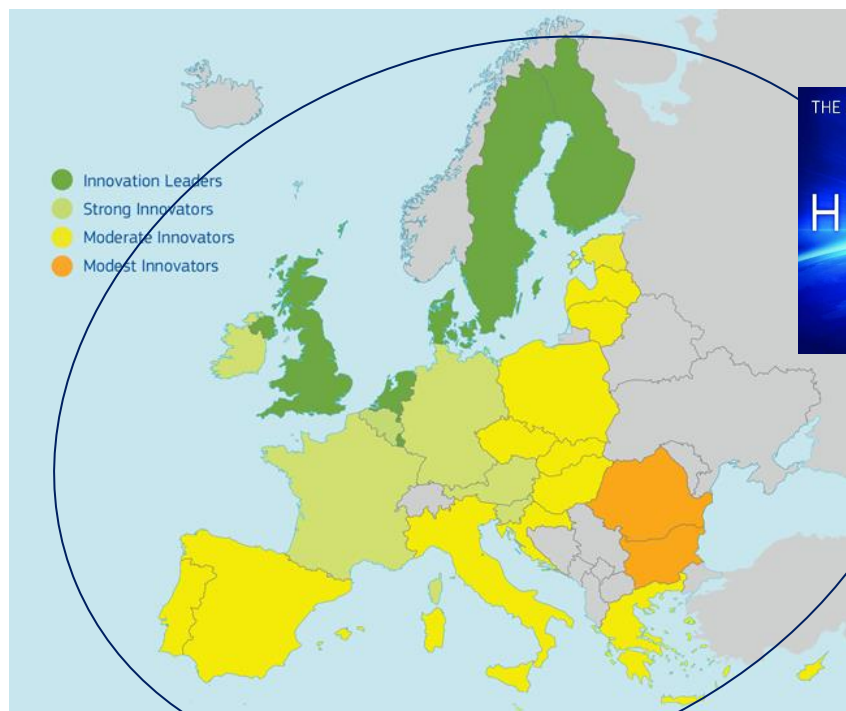 Innovation Leaders
Strong Innovators
Moderate Innovators
Modest Innovators
THE
H